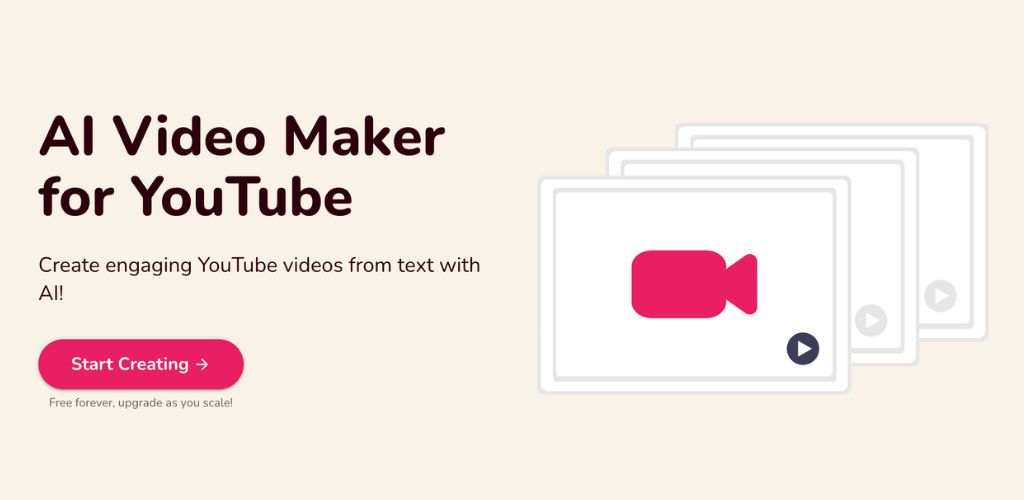 AI Video Maker
for YouTube
Create engaging YouTube videos from text with
AI!
Start Creating →
Free forever, upgrade as you scale!